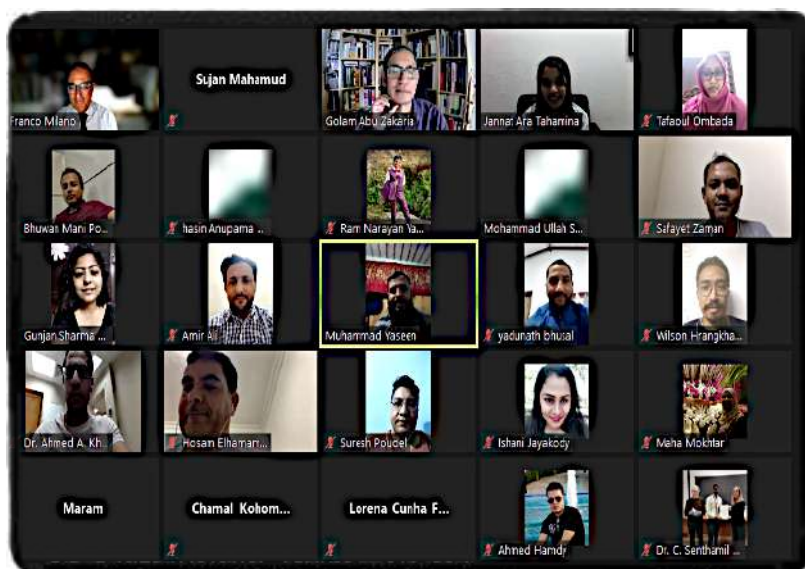 Franco Milano
Sujan Mahamud
Golam Abu Zakaria
Jannat Ara Tahamina
Tafaoul Ombada
Bhuwan Mani Po...
hasin Anupama ..
Ram Narayan Ya...
Mohammad Ullah S...
Safayet Zaman
Gunjan Sharma ...
Amir Ali
Muhammad Yaseen
yadunath bhusal
Wilson Hrangkha...
Dr. Ahmed A. Kh...
Hosam Elhamam...
Suresh Poudel
Ishani Jayakody
Maha Mokhtar
Maram
Chamal Kohom...
Lorena Cunha F...
Ahmed Hamdy
Dr. C. Senthamil ...